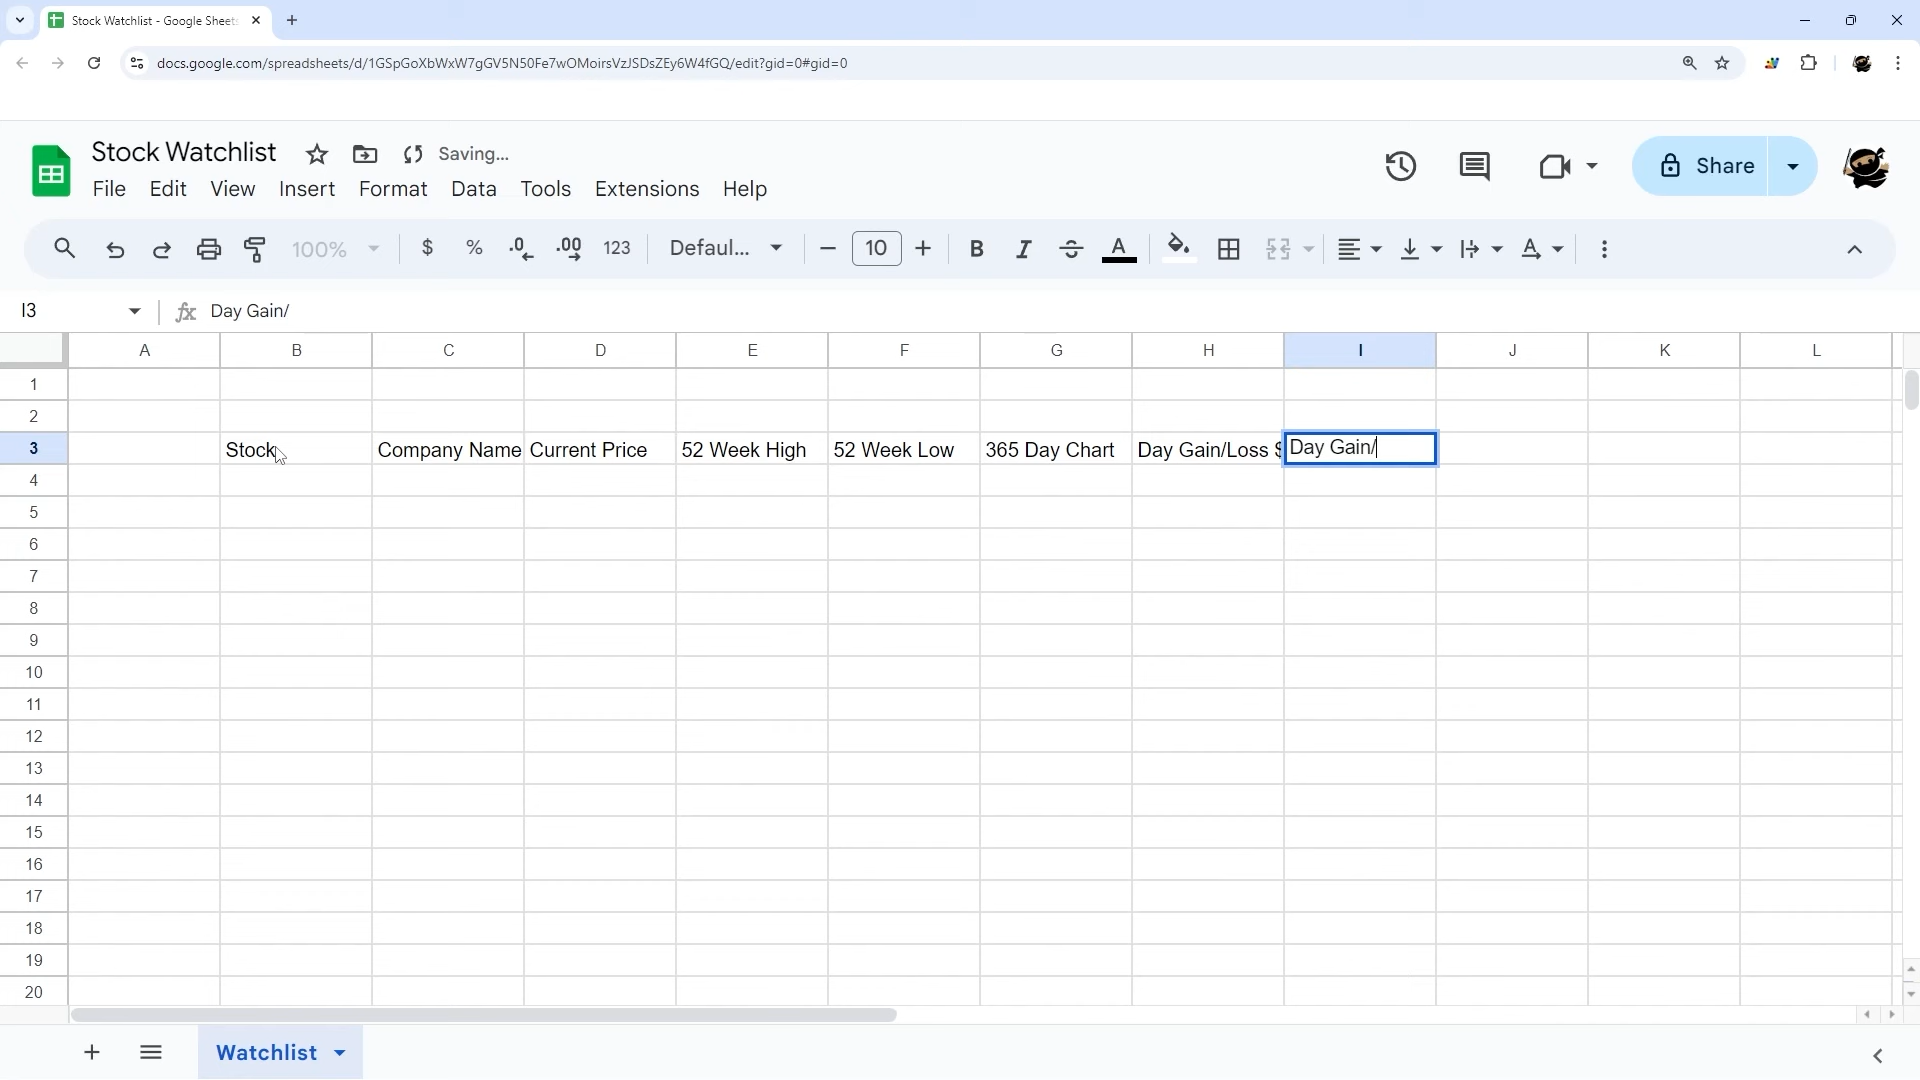 Stock Watchlist - Google Sheets
docs.google.com/spreadsheets/d/1GSpGoXbWxW7gGV5N50Fe7wOMoirsVzJSDsZEy6W4fGQ/edit?gid=0#gid=0
Stock Watchlist Saving...
File Edit View Insert Format Data Tools Extensions Help
Share
100% $ % .0 .00 123 Defaul... 10 B I S A A
I3 fx Day Gain/
A B C D E F G H I J K L
1
2
3 Stock Company Name Current Price 52 Week High 52 Week Low 365 Day Chart Day Gain/Loss $ Day Gain/
4
5
6
7
8
9
10
11
12
13
14
15
16
17
18
19
20
Watchlist